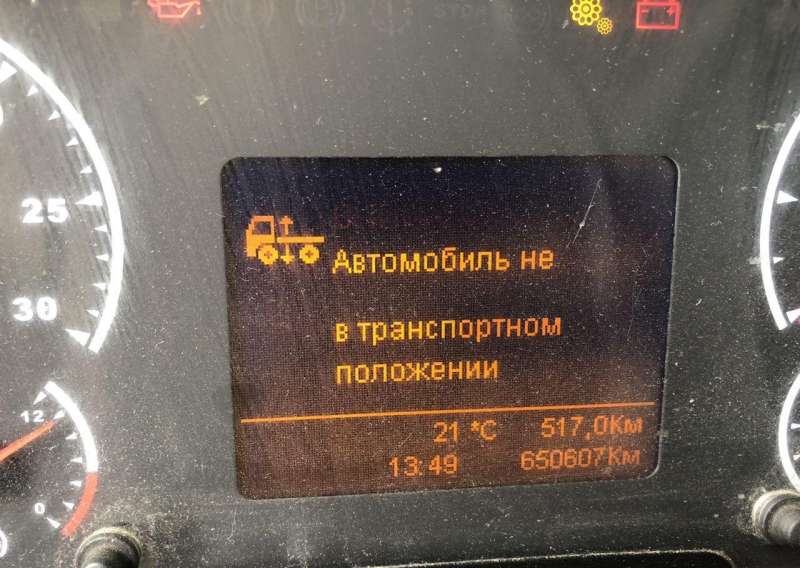 25
30
12
0
Автомобиль не
в транспортном
положении
21 °C 517,0Км
13:49 650607Км